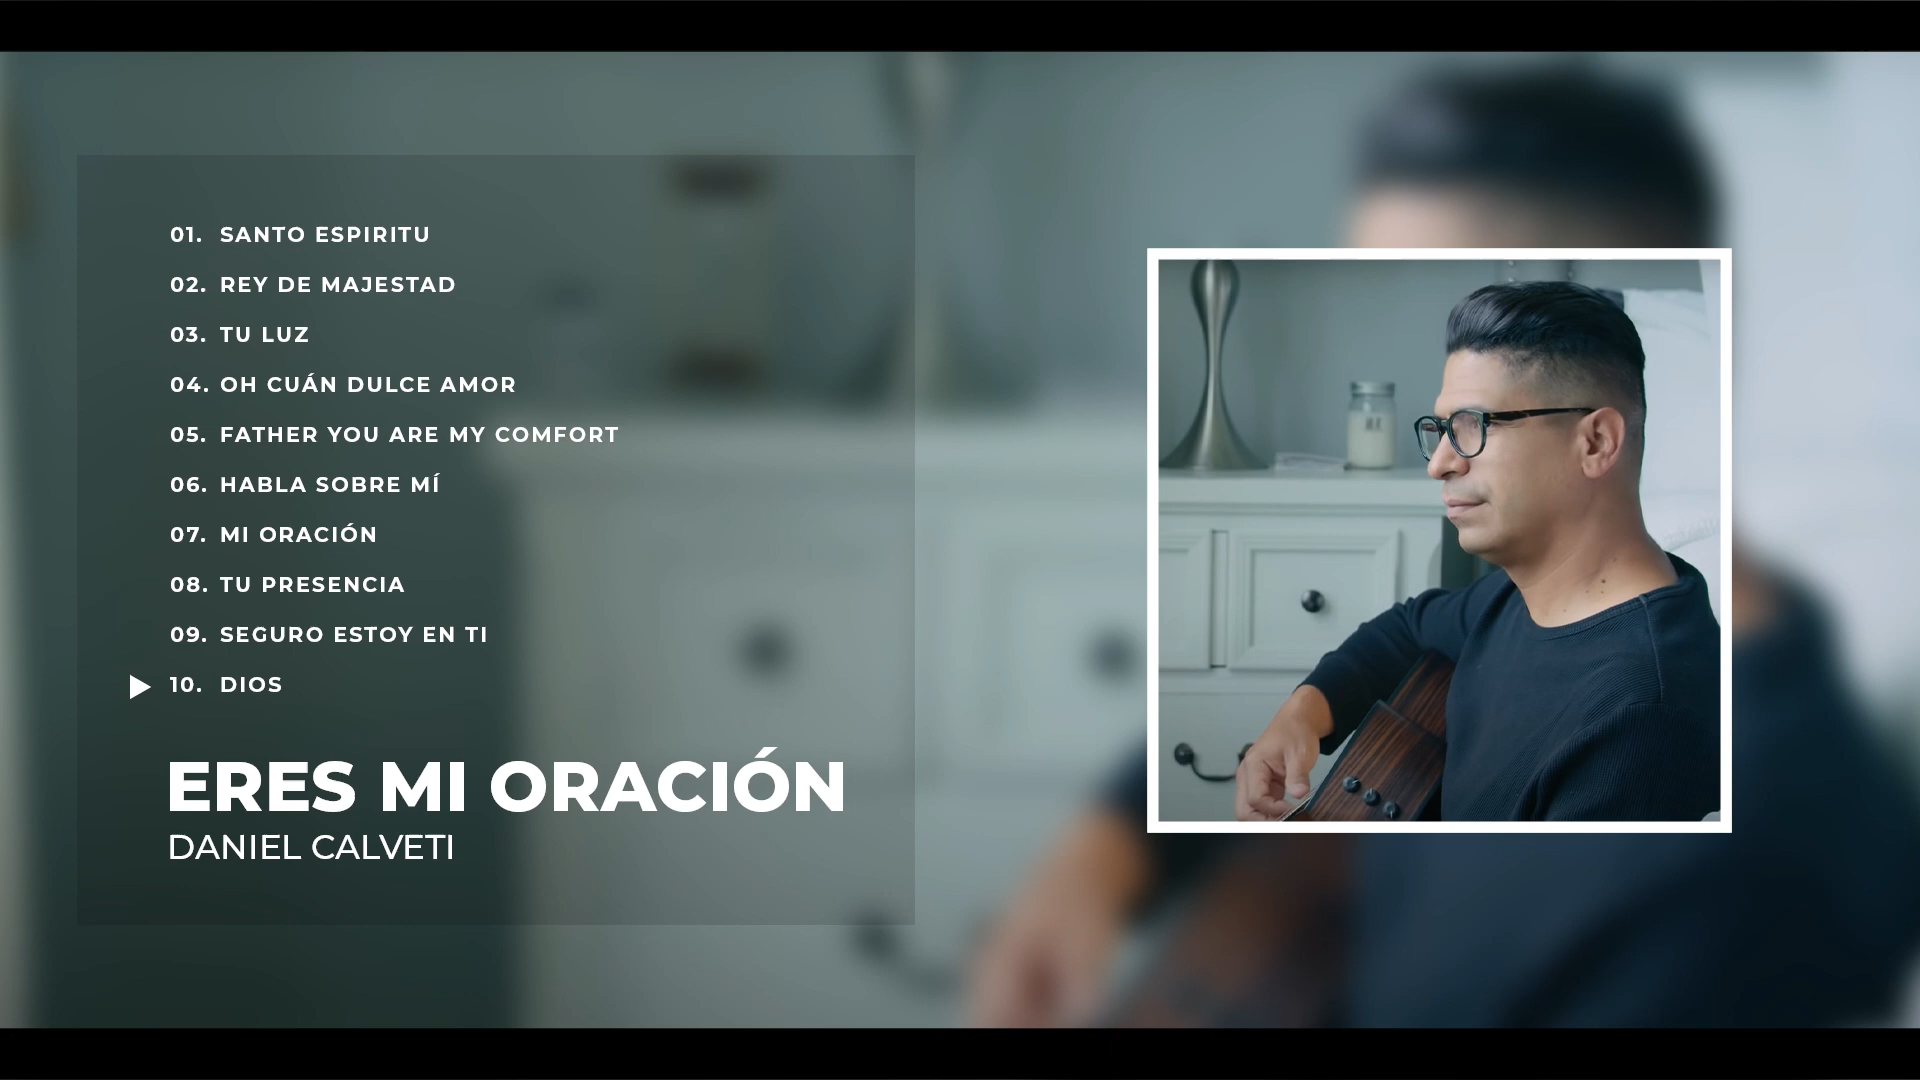 01. SANTO ESPIRITU
02. REY DE MAJESTAD
03. TU LUZ
04. OH CUÁN DULCE AMOR
05. FATHER YOU ARE MY COMFORT
06. HABLA SOBRE MÍ
07. MI ORACIÓN
08. TU PRESENCIA
09. SEGURO ESTOY EN TI
10. DIOS
ERES MI ORACIÓN
DANIEL CALVETI